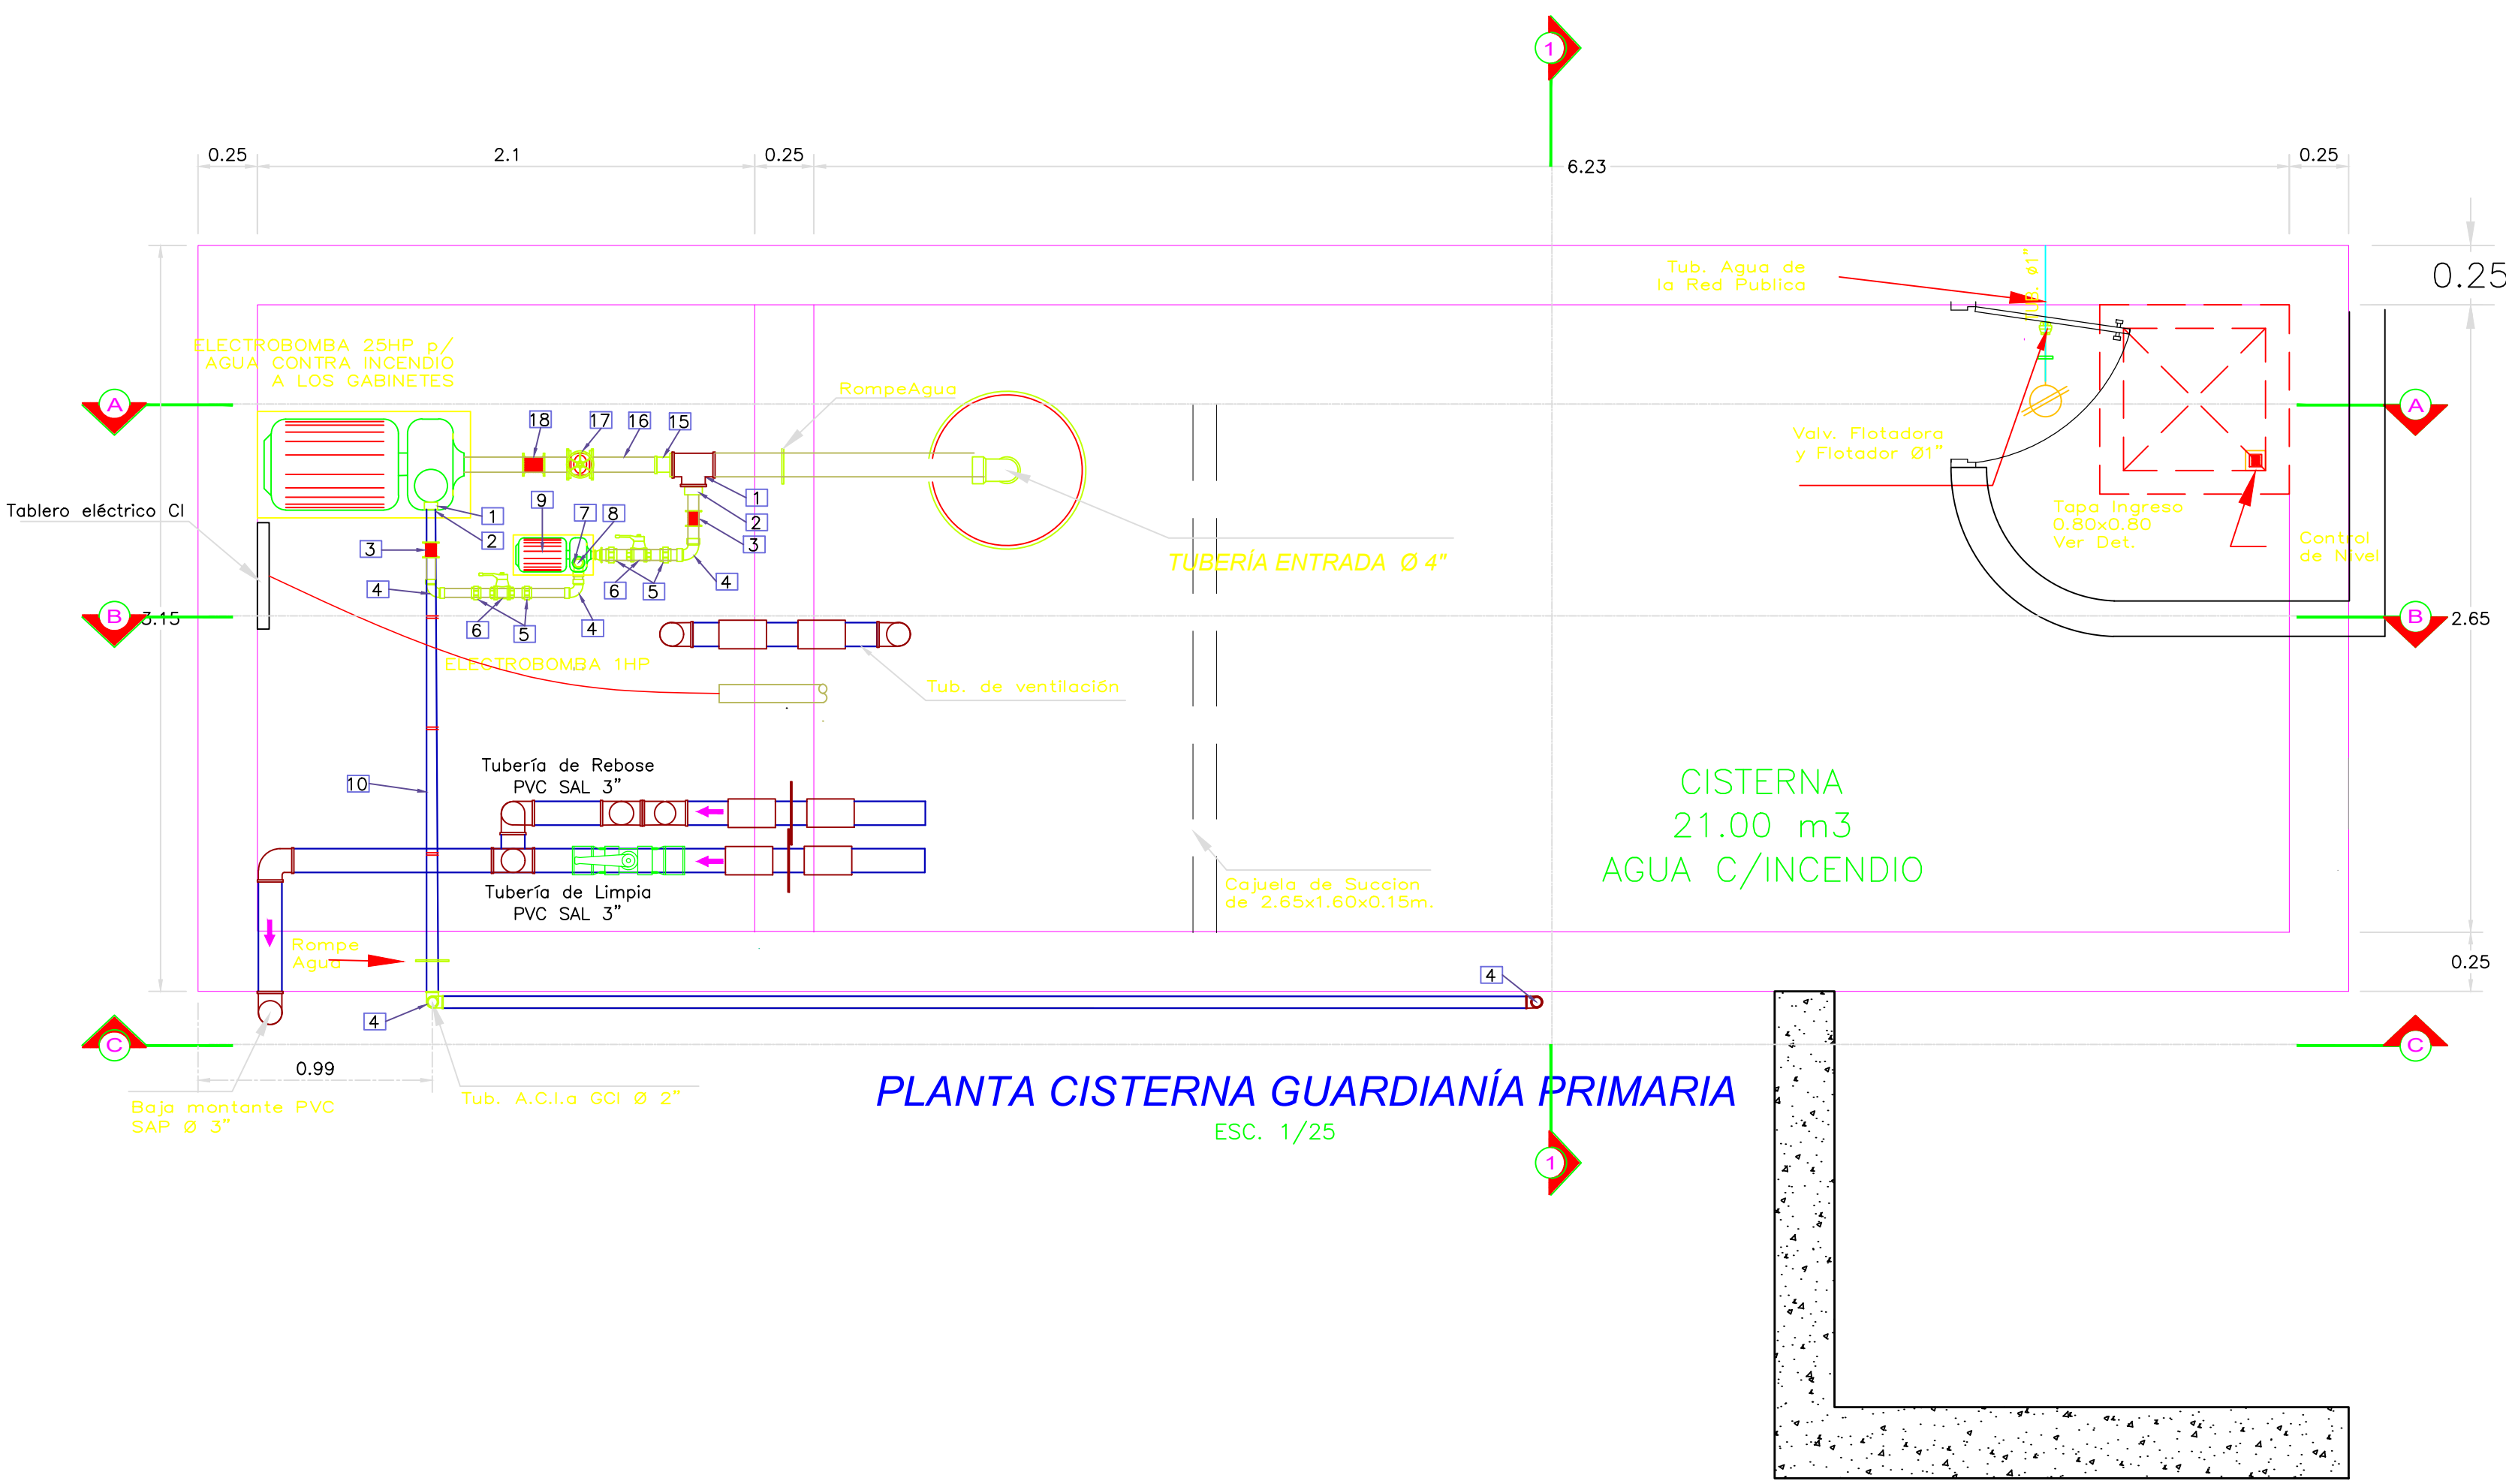 1
0.25
2.1
0.25
6.23
0.25
0.25
Tub. Agua de
la Red Publica
TUB. Ø1"
ELECTROBOMBA 25HP p/
AGUA CONTRA INCENDIO
A LOS GABINETES
RompeAgua
A
A
18
17
16
15
Valv. Flotadora
y Flotador Ø1"
1
2
3
Tablero eléctrico CI
1
2
3
9
7
8
Tapa Ingreso
0.80x0.80
Ver Det.
Control
de Nivel
TUBERÍA ENTRADA Ø 4"
4
4
6
5
B
3.15
6
5
4
B
2.65
ELECTROBOMBA 1HP
Tub. de ventilación
10
Tubería de Rebose
PVC SAL 3"
CISTERNA
21.00 m3
AGUA C/INCENDIO
Tubería de Limpia
PVC SAL 3"
Cajuela de Succion
de 2.65x1.60x0.15m.
Rompe
Agua
0.25
4
4
C
C
0.99
Baja montante PVC
SAP Ø 3"
Tub. A.C.I.a GCI Ø 2"
PLANTA CISTERNA GUARDIANÍA PRIMARIA
ESC. 1/25
1